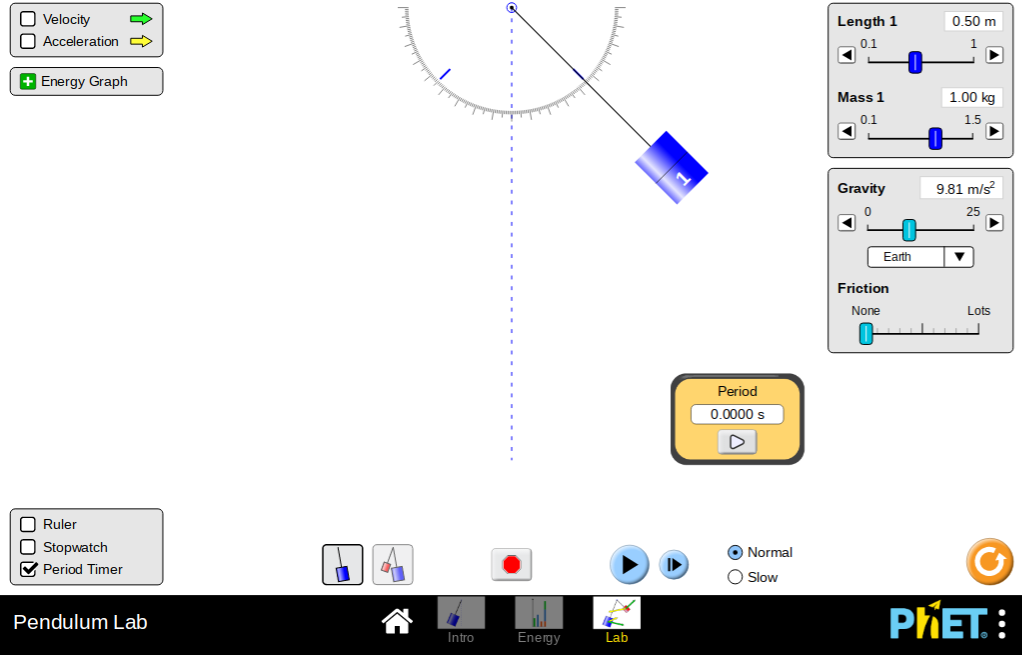 Velocity
Acceleration
Energy Graph
1
Length 1
0.50 m
0.1
1
Mass 1
1.00 kg
0.1
1.5
Gravity
9.81 m/s²
0
25
Earth
Friction
None
Lots
Period
0.0000 s
Ruler
Stopwatch
Period Timer
Normal
Slow
Pendulum Lab
Intro
Energy
Lab
PhET